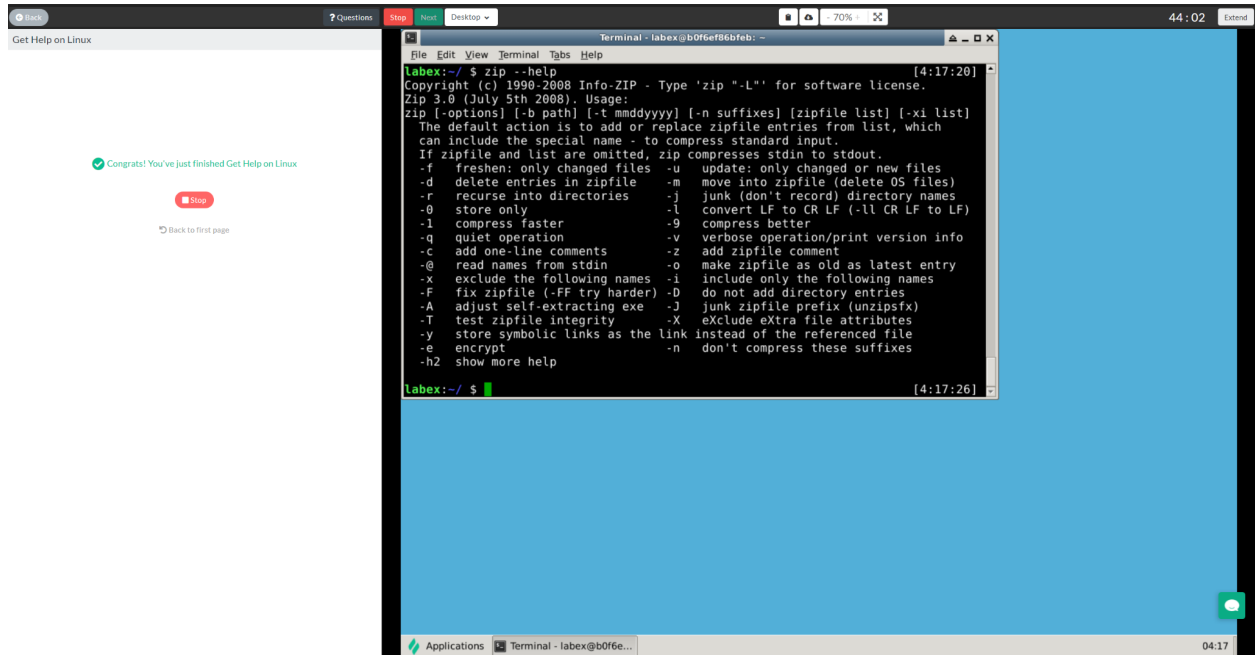 Back
? Questions
Stop
Next
Desktop
- 70% +
44 : 02
Extend
Get Help on Linux
Congrats! You've just finished Get Help on Linux
Stop
Back to first page
Terminal - labex@b0f6ef86bfeb: ~
File Edit View Terminal Tabs Help
labex:~/ $ zip --help [4:17:20]
Copyright (c) 1990-2008 Info-ZIP - Type 'zip "-L"' for software license.
Zip 3.0 (July 5th 2008). Usage:
zip [-options] [-b path] [-t mmddyyyy] [-n suffixes] [zipfile list] [-xi list]
  The default action is to add or replace zipfile entries from list, which
  can include the special name - to compress standard input.
  If zipfile and list are omitted, zip compresses stdin to stdout.
  -f   freshen: only changed files  -u   update: only changed or new files
  -d   delete entries in zipfile    -m   move into zipfile (delete OS files)
  -r   recurse into directories     -j   junk (don't record) directory names
  -0   store only                   -l   convert LF to CR LF (-ll CR LF to LF)
  -1   compress faster              -9   compress better
  -q   quiet operation              -v   verbose operation/print version info
  -c   add one-line comments        -z   add zipfile comment
  -@   read names from stdin        -o   make zipfile as old as latest entry
  -x   exclude the following names  -i   include only the following names
  -F   fix zipfile (-FF try harder) -D   do not add directory entries
  -A   adjust self-extracting exe   -J   junk zipfile prefix (unzipsfx)
  -T   test zipfile integrity       -X   eXclude eXtra file attributes
  -y   store symbolic links as the link instead of the referenced file
  -e   encrypt                      -n   don't compress these suffixes
  -h2  show more help
labex:~/ $ [4:17:26]
Applications
Terminal - labex@b0f6e...
04:17